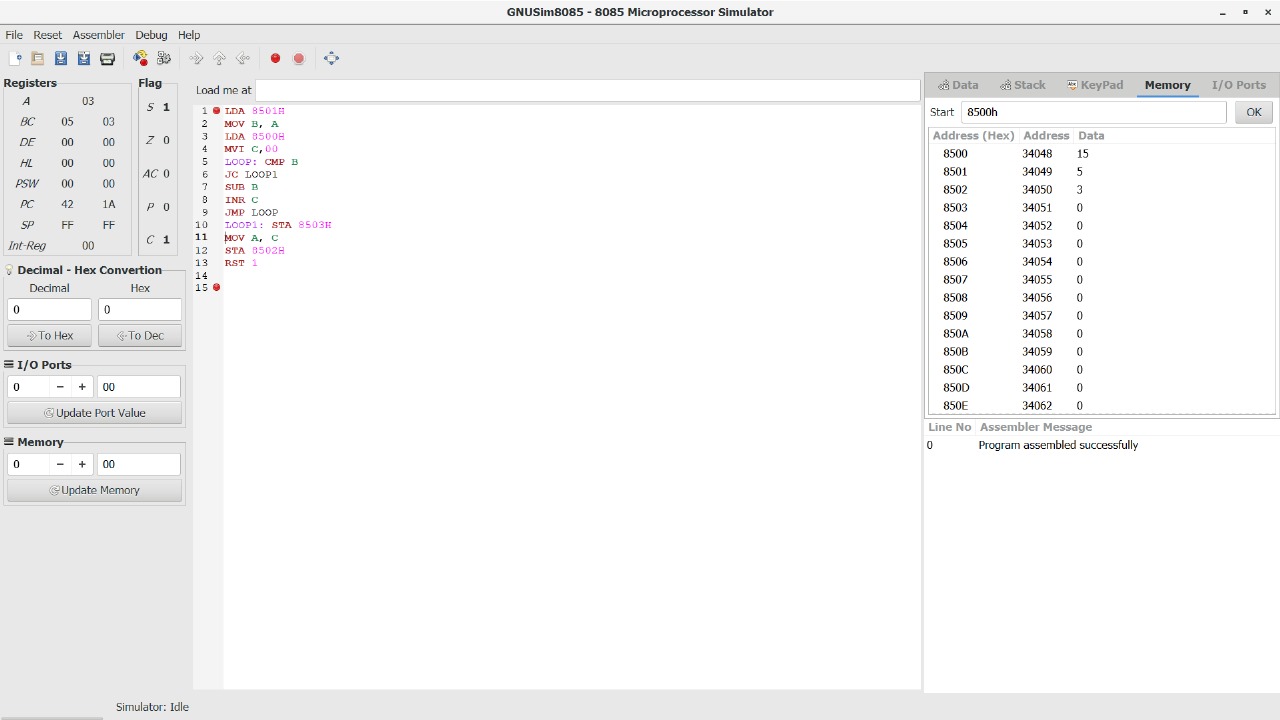 GNUSim8085 - 8085 Microprocessor Simulator
File Reset Assembler Debug Help
Registers
A 03
BC 05 03
DE 00 00
HL 00 00
PSW 00 00
PC 42 1A
SP FF FF
Int-Reg 00
Flag
S 1
Z 0
AC 0
P 0
C 1
Decimal - Hex Convertion
Decimal Hex
0 0
To Hex To Dec
I/O Ports
0 − + 00
Update Port Value
Memory
0 − + 00
Update Memory
Load me at
1 LDA 8501H
2 MOV B, A
3 LDA 8500H
4 MVI C,00
5 LOOP: CMP B
6 JC LOOP1
7 SUB B
8 INR C
9 JMP LOOP
10 LOOP1: STA 8503H
11 MOV A, C
12 STA 8502H
13 RST 1
14
15
Data Stack KeyPad Memory I/O Ports
Start 8500h OK
Address (Hex) Address Data
8500 34048 15
8501 34049 5
8502 34050 3
8503 34051 0
8504 34052 0
8505 34053 0
8506 34054 0
8507 34055 0
8508 34056 0
8509 34057 0
850A 34058 0
850B 34059 0
850C 34060 0
850D 34061 0
850E 34062 0
Line No Assembler Message
0 Program assembled successfully
Simulator: Idle